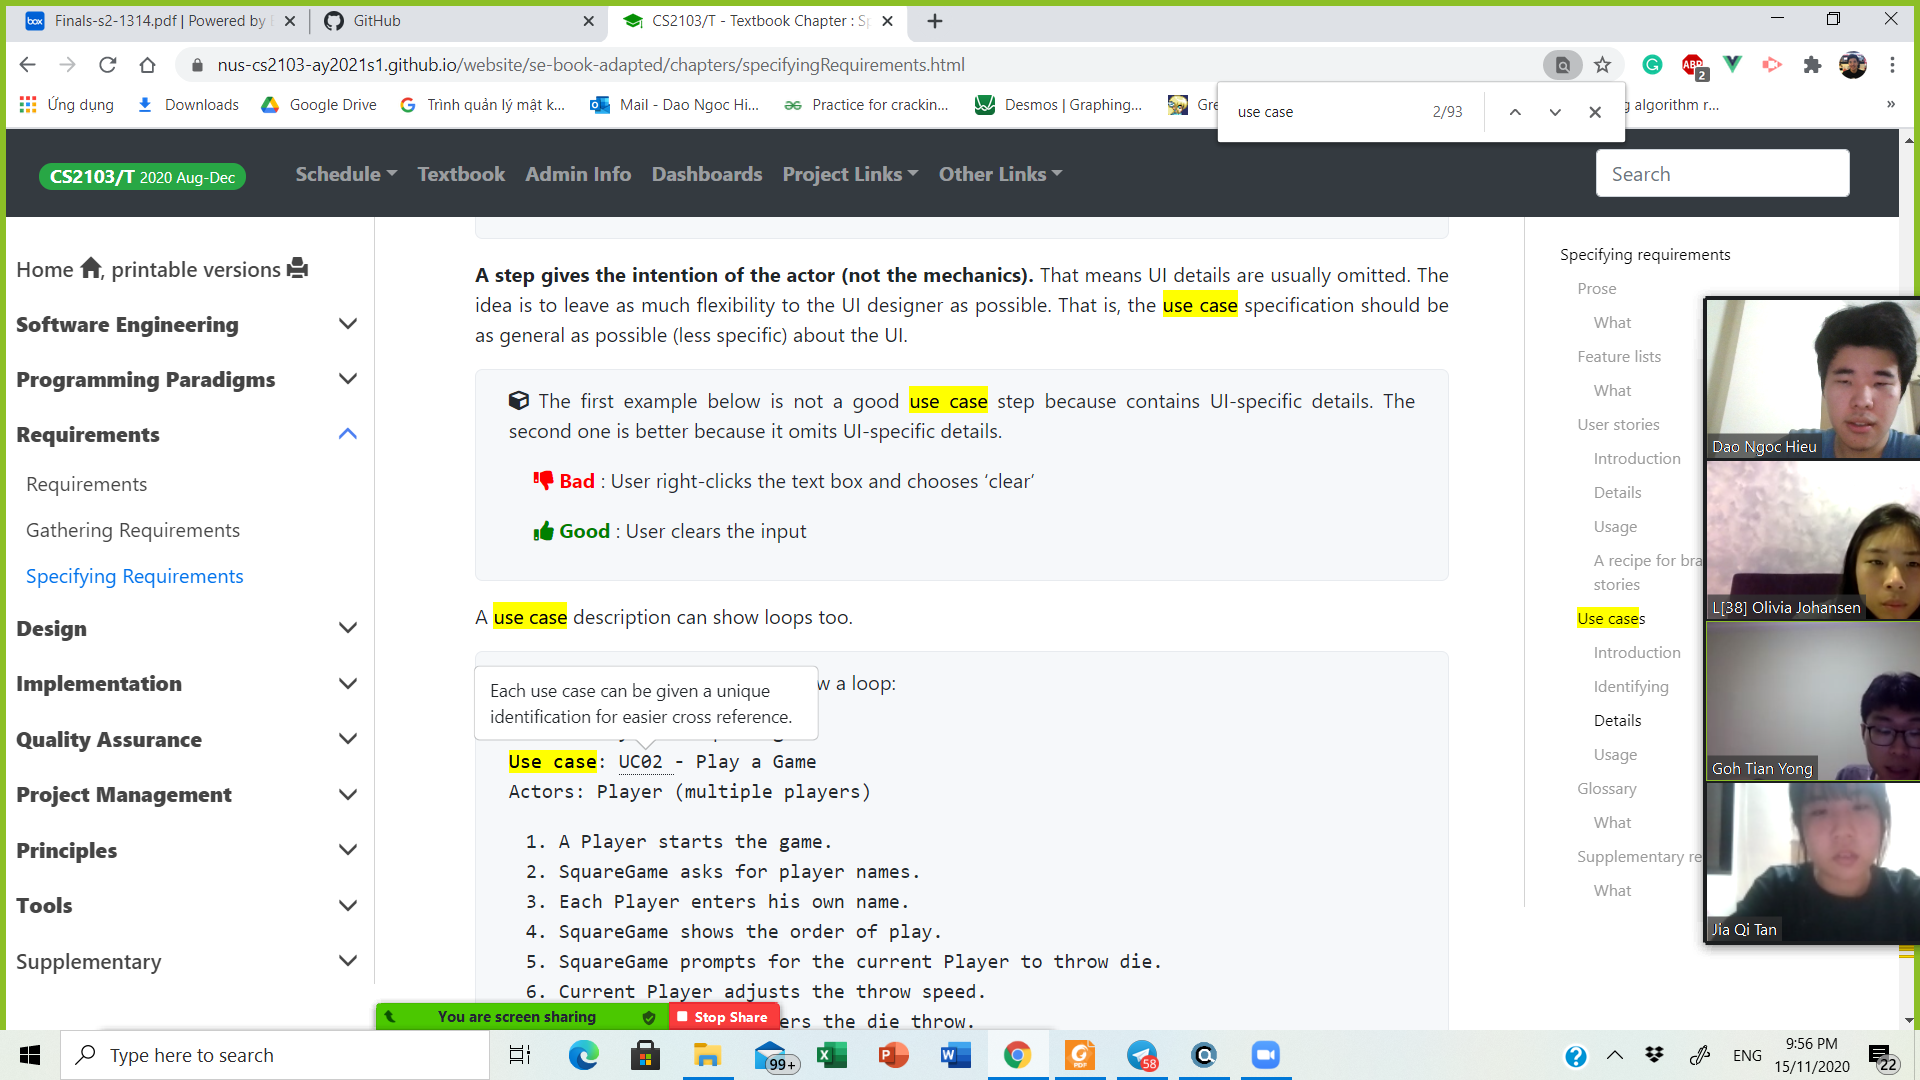 Finals-s2-1314.pdf | Powered by
GitHub
CS2103/T - Textbook Chapter : Sp
nus-cs2103-ay2021s1.github.io/website/se-book-adapted/chapters/specifyingRequirements.html
ABP
2
Ứng dụng
Downloads
Google Drive
Trình quản lý mật k...
Mail - Dao Ngoc Hi...
Practice for crackin...
Desmos | Graphing...
Gre
g algorithm r...
»
use case
2/93
CS2103/T 2020 Aug-Dec
Schedule
Textbook
Admin Info
Dashboards
Project Links
Other Links
Search
Home , printable versions
Software Engineering
Programming Paradigms
Requirements
Requirements
Gathering Requirements
Specifying Requirements
Design
Implementation
Quality Assurance
Project Management
Principles
Tools
Supplementary
A step gives the intention of the actor (not the mechanics). That means UI details are usually omitted. The
idea is to leave as much flexibility to the UI designer as possible. That is, the use case specification should be
as general as possible (less specific) about the UI.
The first example below is not a good use case step because contains UI-specific details. The
second one is better because it omits UI-specific details.
Bad : User right-clicks the text box and chooses ‘clear’
Good : User clears the input
A use case description can show loops too.
w a loop:
Each use case can be given a unique
identification for easier cross reference.
Use case: UC02 - Play a Game
Actors: Player (multiple players)
1. A Player starts the game.
2. SquareGame asks for player names.
3. Each Player enters his own name.
4. SquareGame shows the order of play.
5. SquareGame prompts for the current Player to throw die.
6. Current Player adjusts the throw speed.
ers the die throw.
Specifying requirements
Prose
What
Feature lists
What
User stories
Introduction
Details
Usage
A recipe for bra
stories
Use cases
Introduction
Identifying
Details
Usage
Glossary
What
Supplementary re
What
Dao Ngoc Hieu
L[38] Olivia Johansen
Goh Tian Yong
Jia Qi Tan
You are screen sharing
Stop Share
Type here to search
99+
58
PDF
ENG
9:56 PM
15/11/2020
22